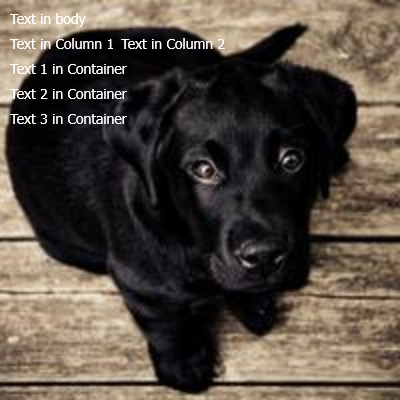 Text in body
Text in Column 1 Text in Column 2
Text 1 in Container
Text 2 in Container
Text 3 in Container